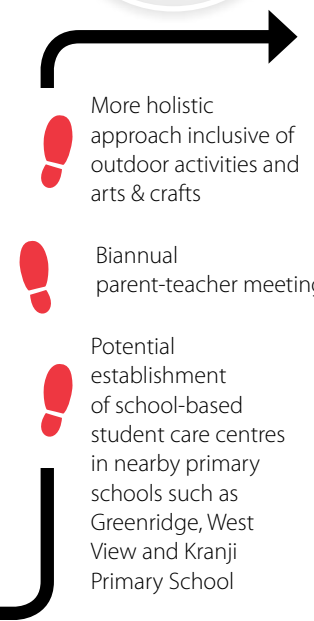 More holistic
approach inclusive of
outdoor activities and
arts & crafts
Biannual
parent-teacher meeting
Potential
establishment
of school-based
student care centres
in nearby primary
schools such as
Greenridge, West
View and Kranji
Primary School